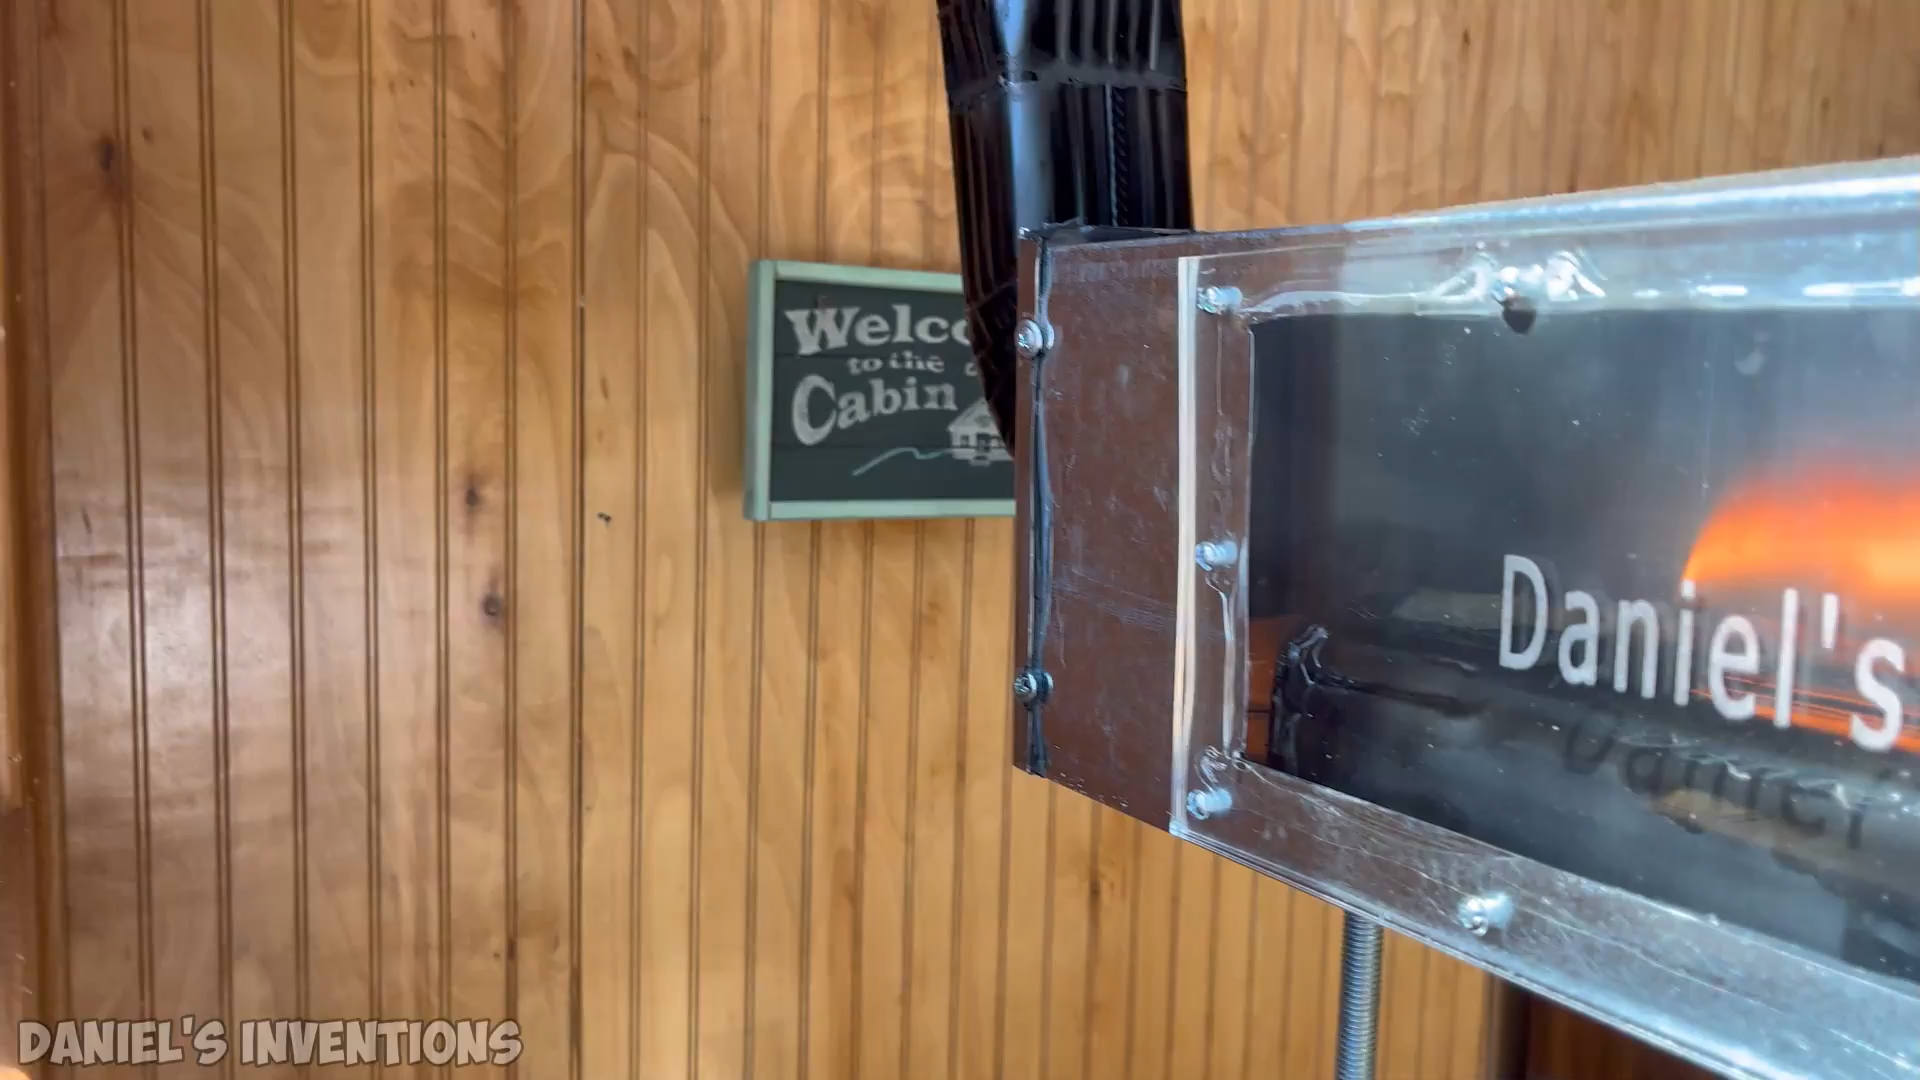 Welco
to the
Cabin
Daniel's
DANIEL'S INVENTIONS